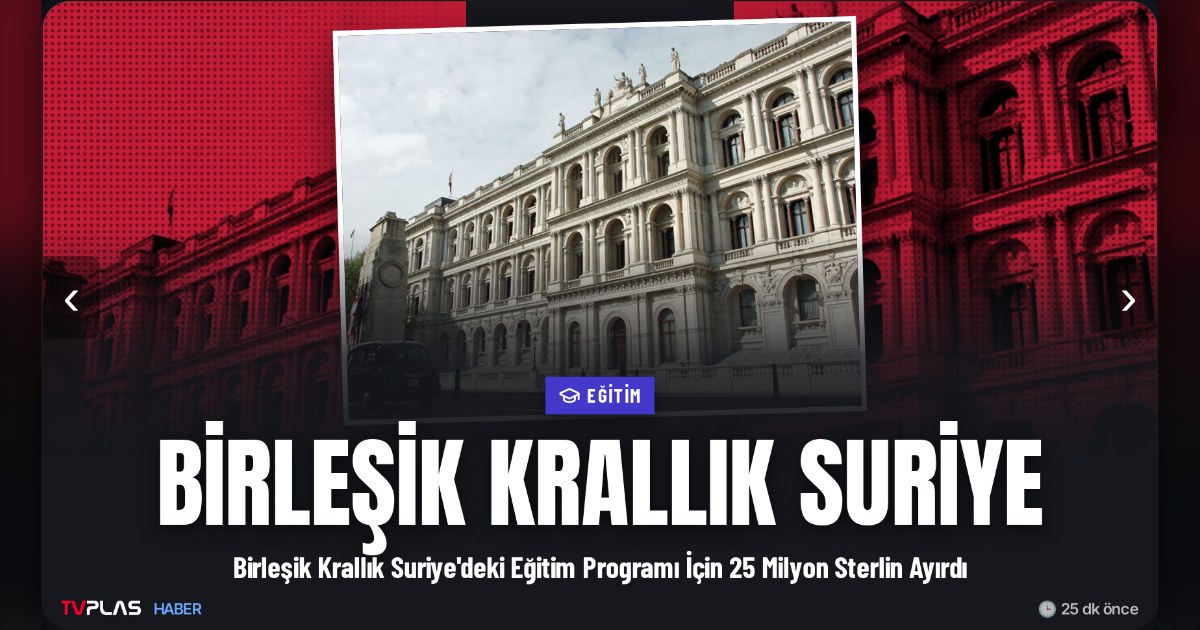 EĞİTİM
BİRLEŞİK KRALLIK SURİYE
Birleşik Krallık Suriye'deki Eğitim Programı İçin 25 Milyon Sterlin Ayırdı
TVPLAS HABER
25 dk önce